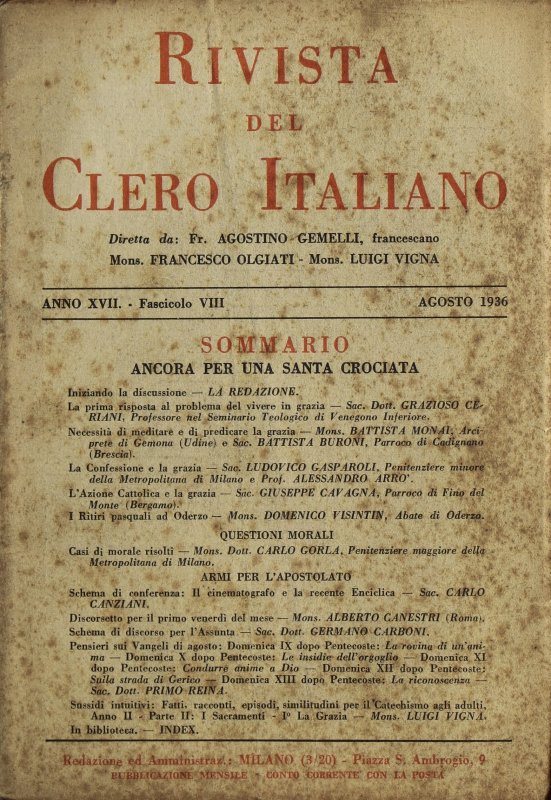 RIVISTA
DEL
CLERO ITALIANO
Diretta da: Fr. AGOSTINO GEMELLI, francescano
Mons. FRANCESCO OLGIATI - Mons. LUIGI VIGNA
ANNO XVII. - Fascicolo VIII AGOSTO 1936
SOMMARIO
ANCORA PER UNA SANTA CROCIATA
Iniziando la discussione — LA REDAZIONE.
La prima risposta al problema del vivere in grazia — Sac. Dott. GRAZIOSO CE-
RIANI, Professore nel Seminario Teologico di Venegono Inferiore.
Necessità di meditare e di predicare la grazia — Mons. BATTISTA MONAI, Arci-
prete di Gemona (Udine) e Sac. BATTISTA BURONI, Parroco di Cadignano
(Brescia).
La Confessione e la grazia — Sac. LUDOVICO GASPAROLI, Penitenziere minore
della Metropolitana di Milano e Prof. ALESSANDRO ARRO'.
L'Azione Cattolica e la grazia — Sac. GIUSEPPE CAVAGNA, Parroco di Fino del
Monte (Bergamo).
I Ritiri pasquali ad Oderzo — Mons. DOMENICO VISINTIN, Abate di Oderzo.
QUESTIONI MORALI
Casi di morale risolti — Mons. Dott. CARLO GORLA, Penitenziere maggiore della
Metropolitana di Milano.
ARMI PER L'APOSTOLATO
Schema di conferenza: Il cinematografo e la recente Enciclica — Sac. CARLO
CANZIANI.
Discorsetto per il primo venerdì del mese — Mons. ALBERTO CANESTRI (Roma).
Schema di discorso per l'Assunta — Sac. Dott. GERMANO CARBONI.
Pensieri sui Vangeli di agosto: Domenica IX dopo Pentecoste: La rovina di un'ani-
ma — Domenica X dopo Pentecoste: Le insidie dell'orgoglio — Domenica XI
dopo Pentecoste: Condurre anime a Dio — Domenica XII dopo Pentecoste:
Sulla strada di Gerico — Domenica XIII dopo Pentecoste: La riconoscenza —
Sac. Dott. PRIMO REINA.
Sussidi intuitivi: Fatti, racconti, episodi, similitudini per il Catechismo agli adulti.
Anno II - Parte II: I Sacramenti - Iº La Grazia — Mons. LUIGI VIGNA.
In biblioteca. — INDEX.
Redazione ed Amministraz.: MILANO (3/20) - Piazza S. Ambrogio, 9
PUBBLICAZIONE MENSILE - CONTO CORRENTE CON LA POSTA